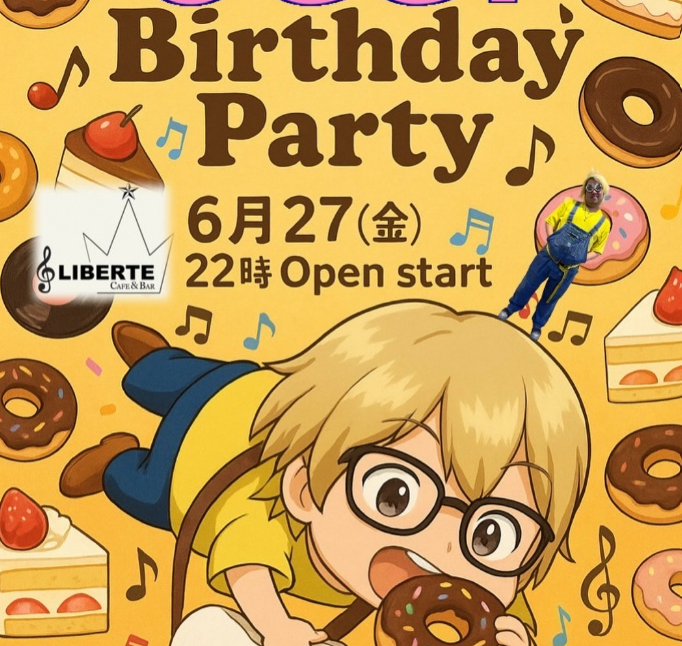 Birthday
Party
6月27(金)
22時 Open start
LIBERTE
CAFE & BAR